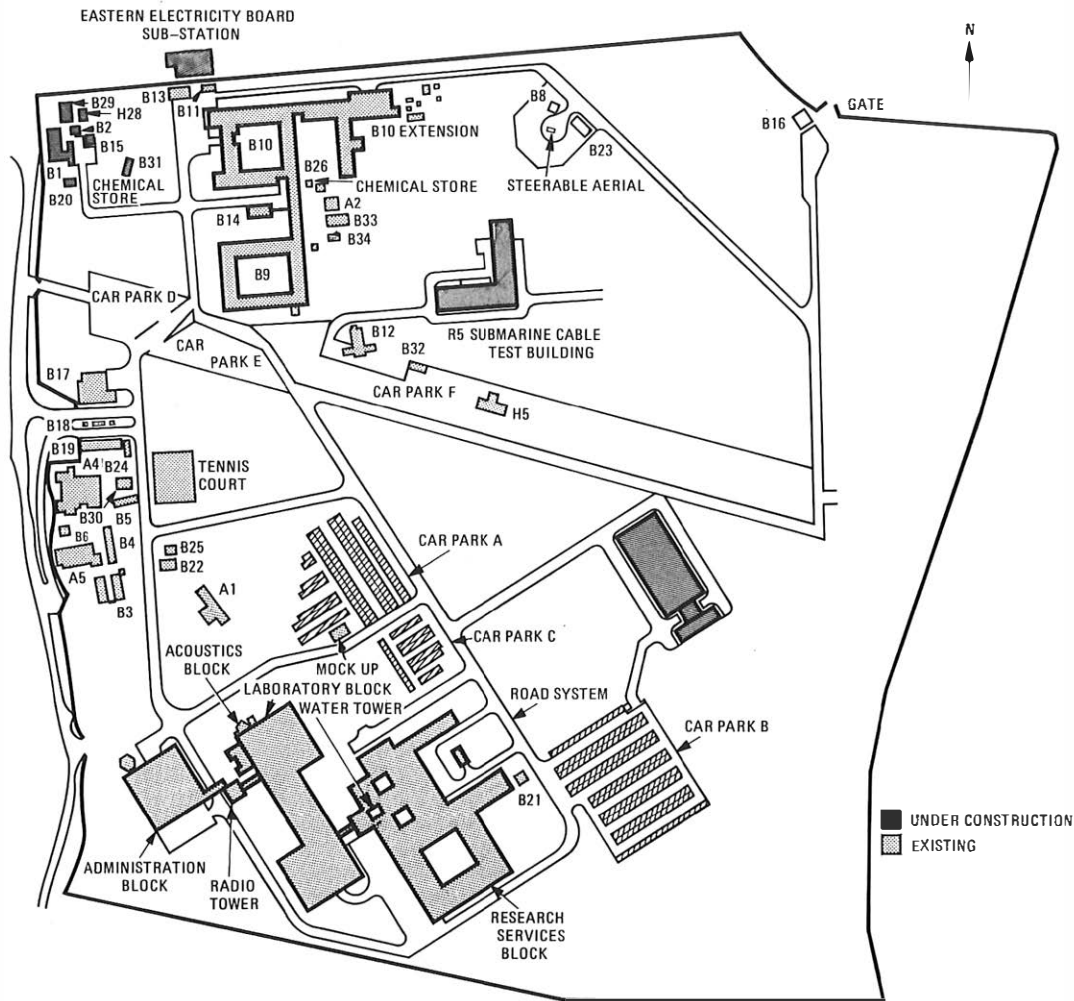 EASTERN ELECTRICITY BOARD
SUB-STATION
N
B29
H28
B2
B15
B1
B31
CHEMICAL
STORE
B20
B13
B11
B10
B10 EXTENSION
B26
CHEMICAL STORE
A2
B14
B33
B34
B9
B8
B23
STEERABLE AERIAL
B16
GATE
CAR PARK D
CAR
PARK E
B12
R5 SUBMARINE CABLE
TEST BUILDING
B32
CAR PARK F
H5
B17
B18
B19
A4
B24
TENNIS
COURT
B30
B5
B6
B4
A5
B3
B25
B22
A1
CAR PARK A
CAR PARK C
ACOUSTICS
BLOCK
MOCK UP
LABORATORY BLOCK
WATER TOWER
ROAD SYSTEM
CAR PARK B
B21
UNDER CONSTRUCTION
EXISTING
ADMINISTRATION
BLOCK
RADIO
TOWER
RESEARCH
SERVICES
BLOCK